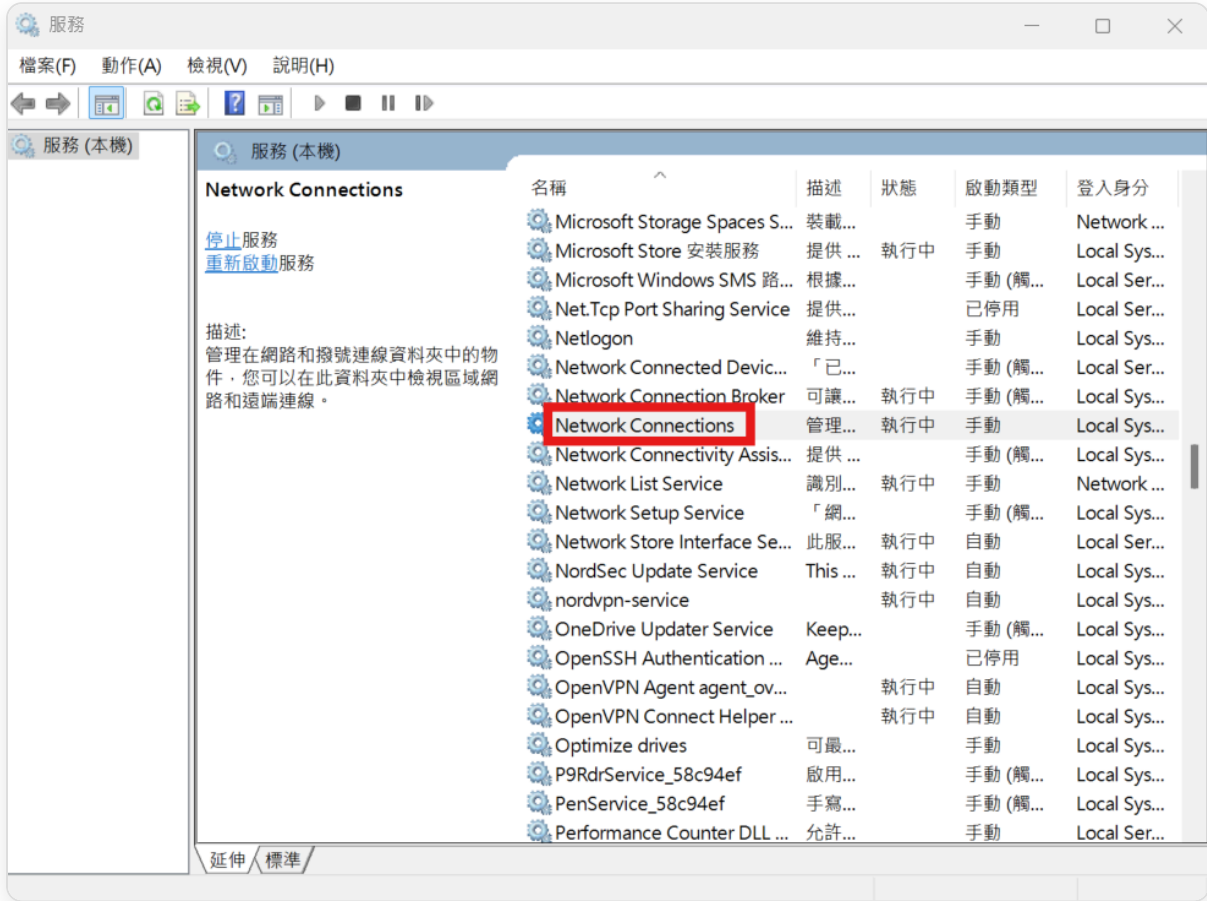 服務
檔案(F) 動作(A) 檢視(V) 說明(H)
服務 (本機)
服務 (本機)
Network Connections
停止服務
重新啟動服務
描述:
管理在網路和撥號連線資料夾中的物
件，您可以在此資料夾中檢視區域網
路和遠端連線。
名稱 描述 狀態 啟動類型 登入身分
Microsoft Storage Spaces S... 裝載... 手動 Network ...
Microsoft Store 安裝服務 提供 ... 執行中 手動 Local Sys...
Microsoft Windows SMS 路... 根據... 手動 (觸... Local Ser...
Net.Tcp Port Sharing Service 提供... 已停用 Local Ser...
Netlogon 維持... 手動 Local Sys...
Network Connected Devic... 「已... 手動 (觸... Local Ser...
Network Connection Broker 可讓... 執行中 手動 (觸... Local Sys...
Network Connections 管理... 執行中 手動 Local Sys...
Network Connectivity Assis... 提供 ... 手動 (觸... Local Sys...
Network List Service 識別... 執行中 手動 Network ...
Network Setup Service 「網... 手動 (觸... Local Sys...
Network Store Interface Se... 此服... 執行中 自動 Local Ser...
NordSec Update Service This ... 執行中 自動 Local Sys...
nordvpn-service 執行中 自動 Local Sys...
OneDrive Updater Service Keep... 手動 (觸... Local Sys...
OpenSSH Authentication ... Age... 已停用 Local Sys...
OpenVPN Agent agent_ov... 執行中 自動 Local Sys...
OpenVPN Connect Helper ... 執行中 自動 Local Sys...
Optimize drives 可最... 手動 Local Sys...
P9RdrService_58c94ef 啟用... 手動 (觸... Local Sys...
PenService_58c94ef 手寫... 手動 (觸... Local Sys...
Performance Counter DLL ... 允許... 手動 Local Ser...
延伸 標準